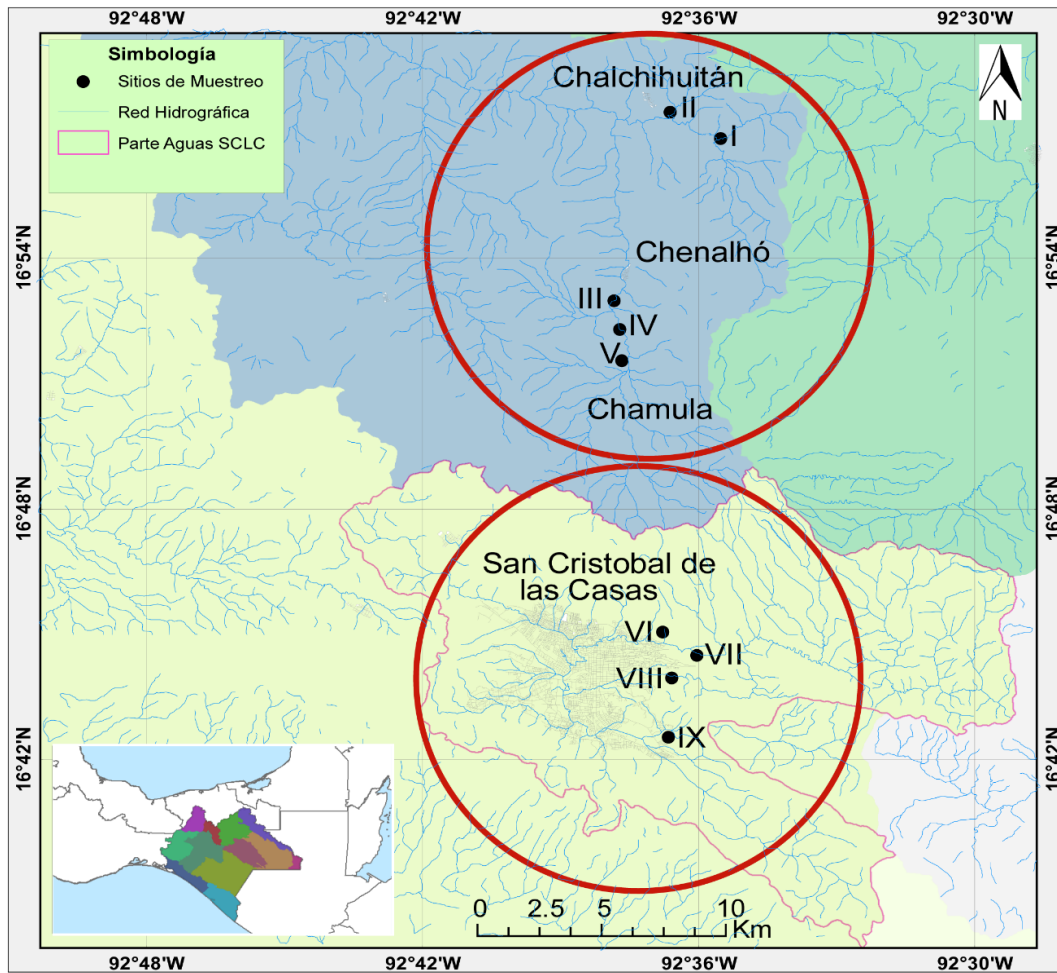 92°48'W 92°42'W 92°36'W 92°30'W
Simbología
Sitios de Muestreo
Red Hidrográfica
Parte Aguas SCLC
N
Chalchihuitán
II
I
16°54'N
16°54'N
Chenalhó
III
IV
V
Chamula
16°48'N
16°48'N
San Cristobal de
las Casas
VI
VII
VIII
IX
16°42'N
16°42'N
0 2.5 5 10
Km
92°48'W 92°42'W 92°36'W 92°30'W